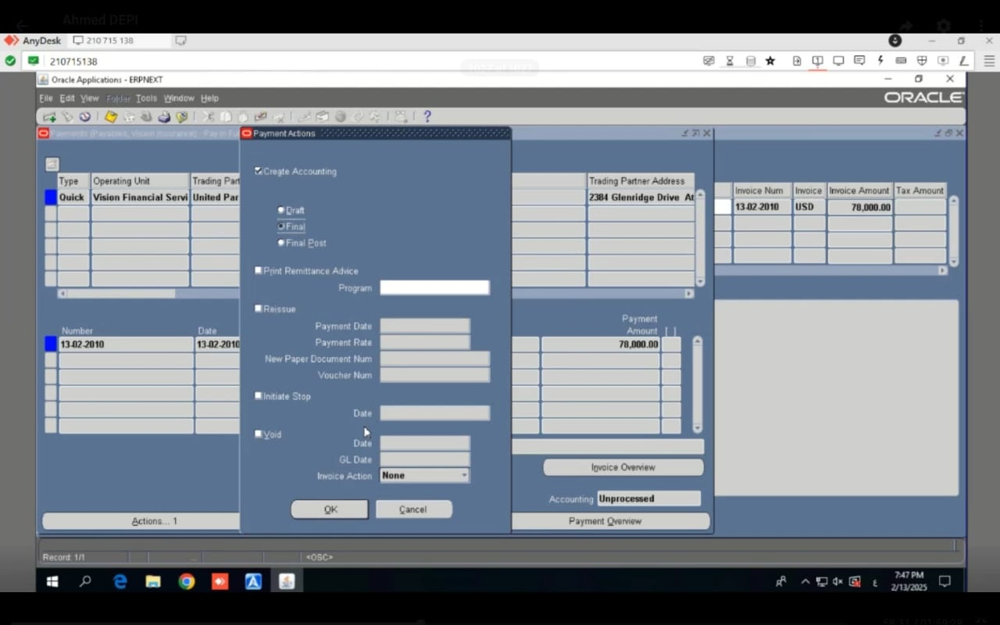 Ahmed DEPI
AnyDesk
210 715 138
210715138
Oracle Applications - ERPNEXT
File Edit View Folder Tools Window Help
ORACLE
Payments (Payables, Vision Insurance) - Pay in Fu
Payment Actions
Type
Operating Unit
Trading Part
Trading Partner Address
Quick
Vision Financial Servi
United Par
2384 Glenridge Drive At
Invoice Num
Invoice
Invoice Amount
Tax Amount
13-02-2010
USD
78,000.00
Create Accounting
Draft
Final
Final Post
Print Remittance Advice
Program
Reissue
Payment Date
Payment Rate
New Paper Document Num
Voucher Num
Initiate Stop
Date
Void
Date
GL Date
Invoice Action None
OK
Cancel
Number
Date
Payment
Amount [ ]
13-02-2010
13-02-2010
78,000.00
Invoice Overview
Accounting Unprocessed
Actions... 1
Payment Overview
Record: 1/1
...
<OSC>
ع
7:47 PM
2/13/2025
58:31 / 01:59:28